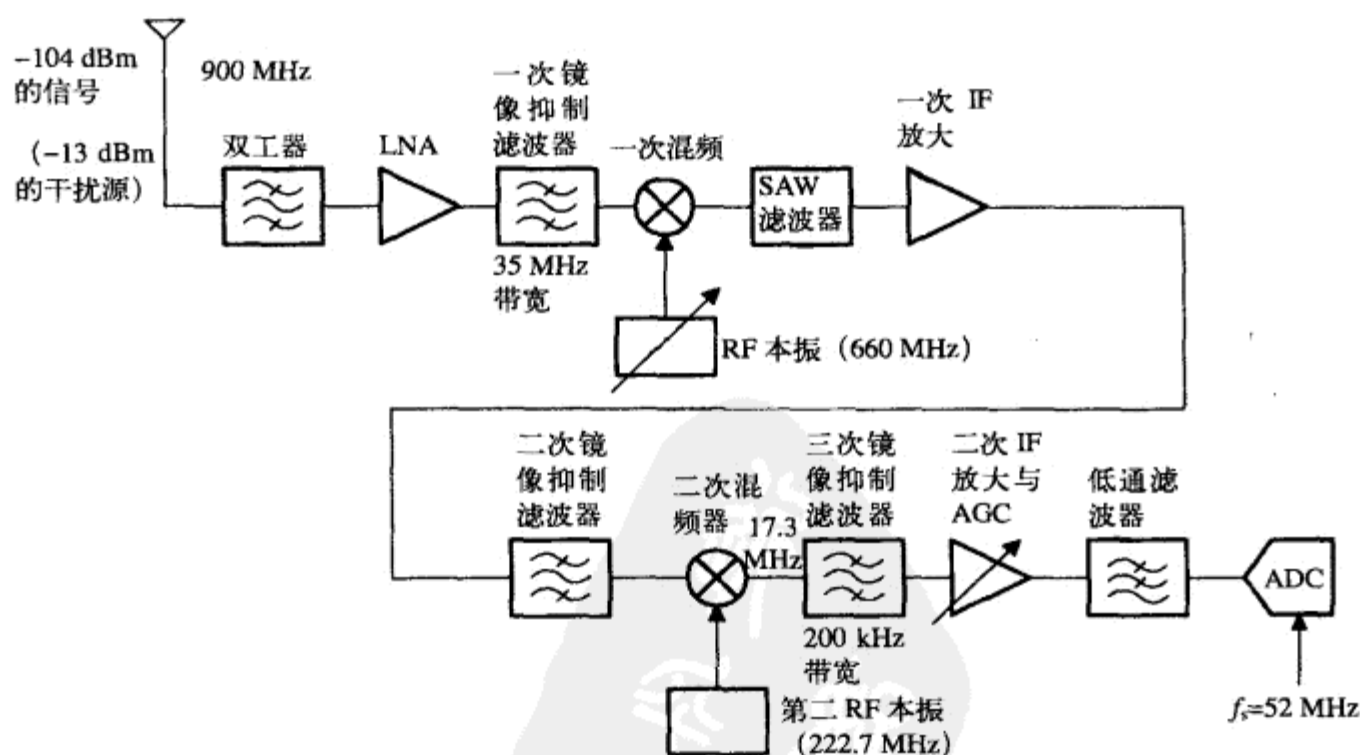 -104 dBm
的信号
(-13 dBm
的干扰源)
900 MHz
双工器
LNA
一次镜
像抑制
滤波器
35 MHz
带宽
一次混频
RF 本振 (660 MHz)
SAW
滤波器
一次 IF
放大
二次镜
像抑制
滤波器
二次混
频器
17.3
MHz
第二 RF 本振
(222.7 MHz)
三次镜
像抑制
滤波器
200 kHz
带宽
二次 IF
放大与
AGC
低通滤
波器
ADC
fs=52 MHz